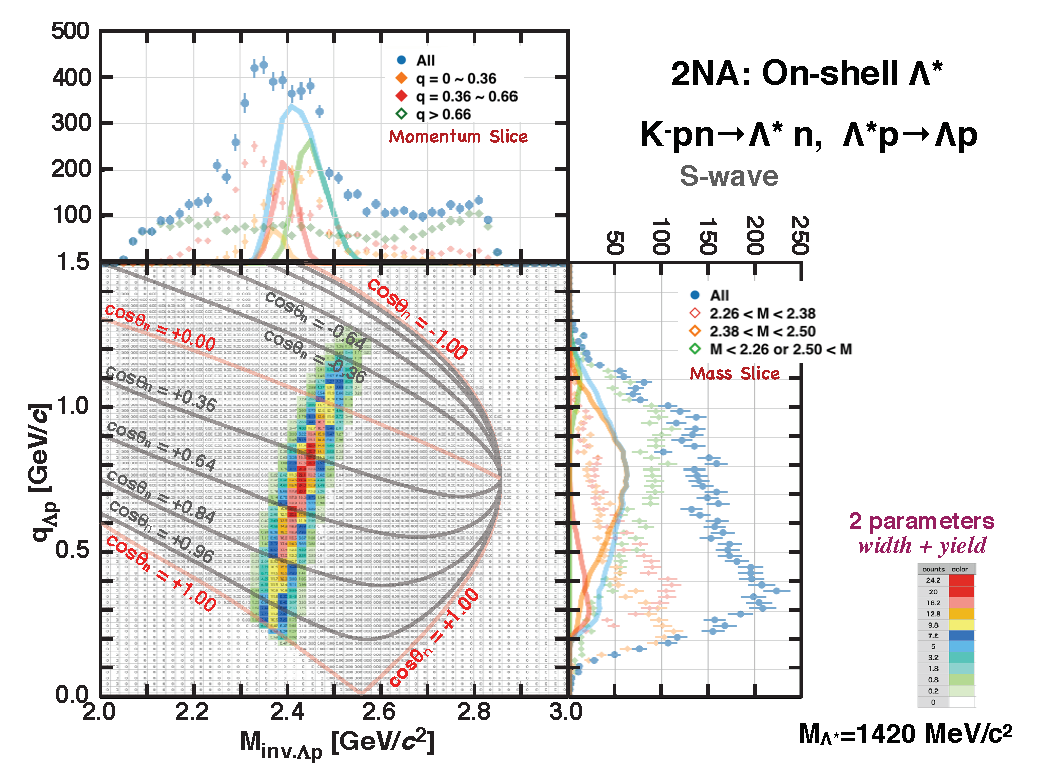 500
400
300
200
100
All
q = 0 ~ 0.36
q = 0.36 ~ 0.66
q > 0.66
Momentum Slice
2NA: On-shell Λ*
K⁻pn→Λ* n, Λ*p→Λp
S-wave
50
100
150
200
250
1.5
1.0
0.5
0.0
q_Λp [GeV/c]
cosθn = +0.00
cosθn = +0.36
cosθn = +0.64
cosθn = +0.84
cosθn = +0.96
cosθn = +1.00
cosθn = -0.64
cosθn = -0.36
cosθn = -1.00
cosθn = +1.00
All
2.26 < M < 2.38
2.38 < M < 2.50
M < 2.26 or 2.50 < M
Mass Slice
2.0
2.2
2.4
2.6
2.8
3.0
M_inv.Λp [GeV/c²]
2 parameters
width + yield
counts color
24.2
20
16.2
12.8
9.8
7.2
5
3.2
1.8
0.8
0.2
0
M_Λ*=1420 MeV/c²